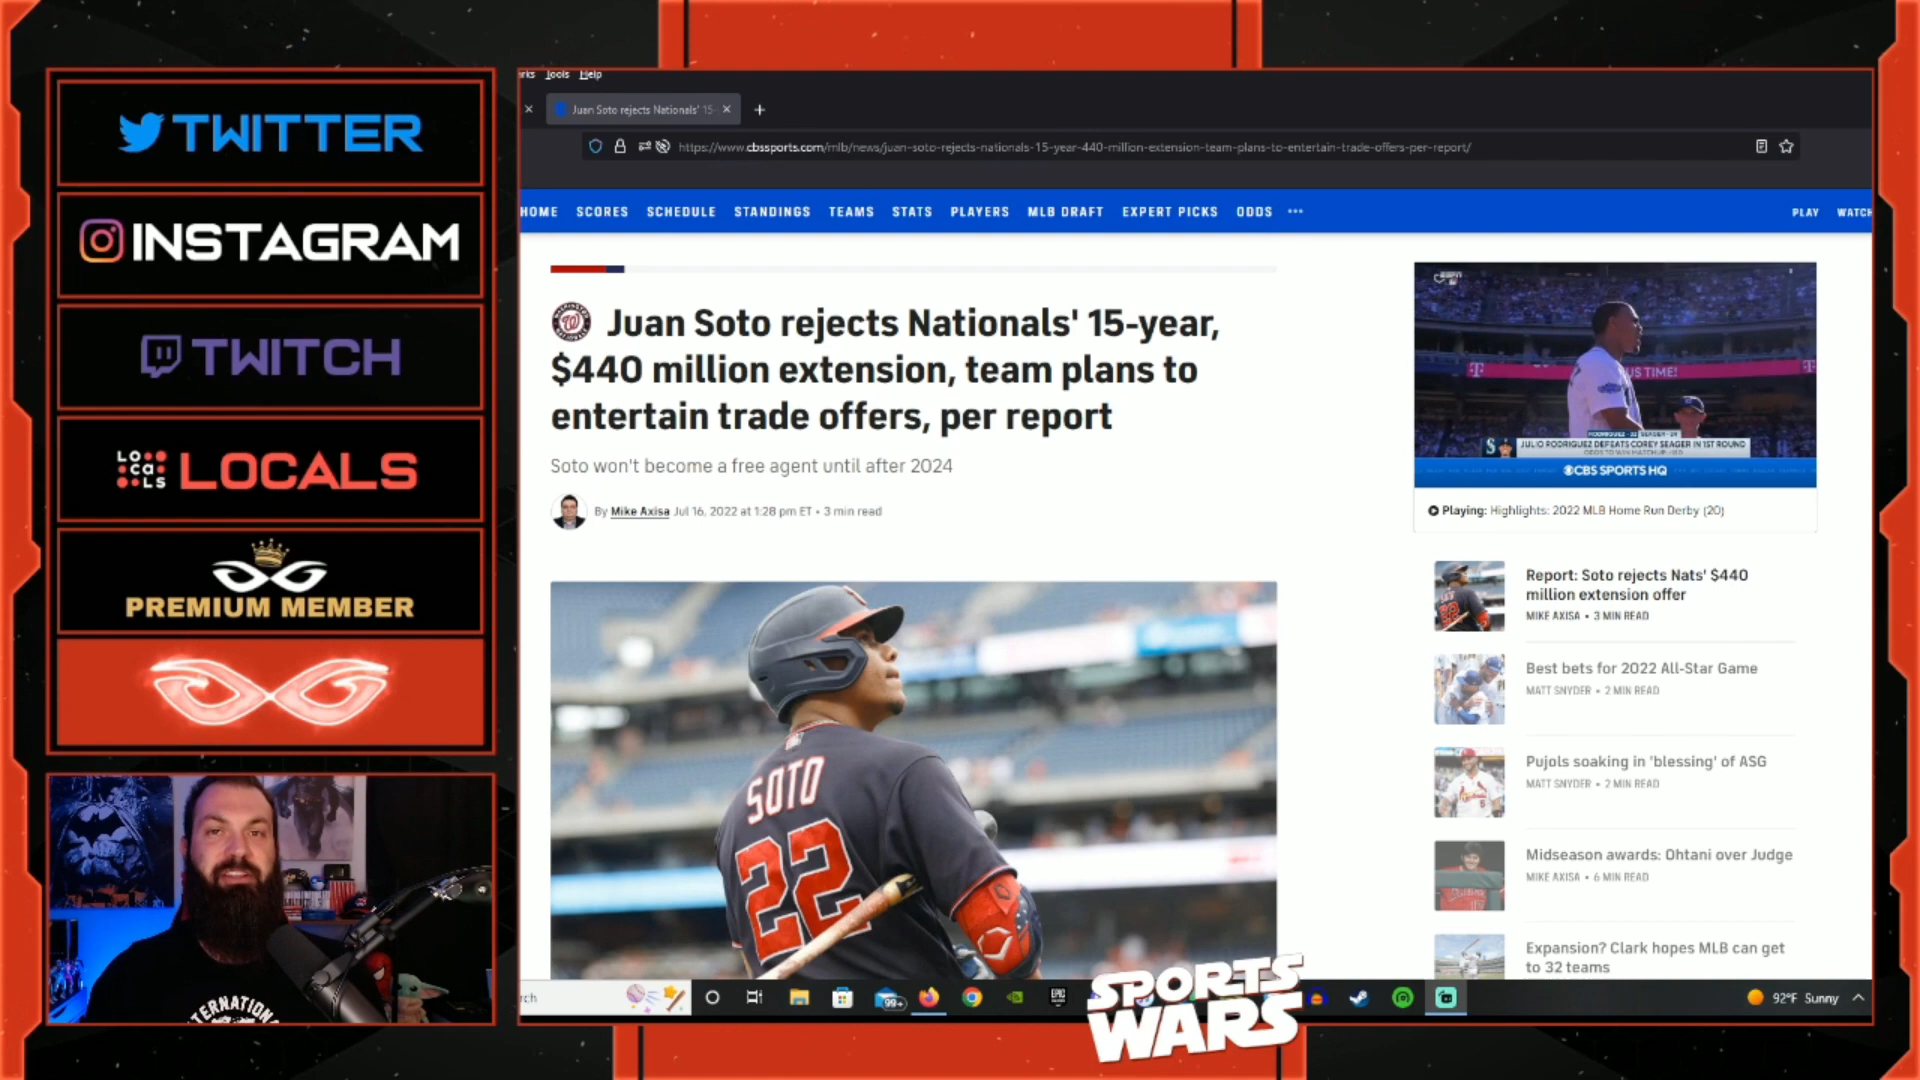 TWITTER
INSTAGRAM
TWITCH
LOCALS
LOCALS
PREMIUM MEMBER
Tools Help
Juan Soto rejects Nationals' 15-
https://www.cbssports.com/mlb/news/juan-soto-rejects-nationals-15-year-440-million-extension-team-plans-to-entertain-trade-offers-per-report/
HOME SCORES SCHEDULE STANDINGS TEAMS STATS PLAYERS MLB DRAFT EXPERT PICKS ODDS ••• PLAY WATCH
Juan Soto rejects Nationals' 15-year,
$440 million extension, team plans to
entertain trade offers, per report
Soto won't become a free agent until after 2024
By Mike Axisa Jul 16, 2022 at 1:28 pm ET • 3 min read
SOTO
22
ESPN
US TIME!
JULIO RODRIGUEZ DEFEATS COREY SEAGER IN 1ST ROUND
CBS SPORTS HQ
Playing: Highlights: 2022 MLB Home Run Derby (20)
Report: Soto rejects Nats' $440
million extension offer
MIKE AXISA • 3 MIN READ
Best bets for 2022 All-Star Game
MATT SNYDER • 2 MIN READ
Pujols soaking in 'blessing' of ASG
MATT SNYDER • 2 MIN READ
Midseason awards: Ohtani over Judge
MIKE AXISA • 6 MIN READ
Expansion? Clark hopes MLB can get
to 32 teams
99+
EPIC
92°F Sunny
SPORTS
WARS